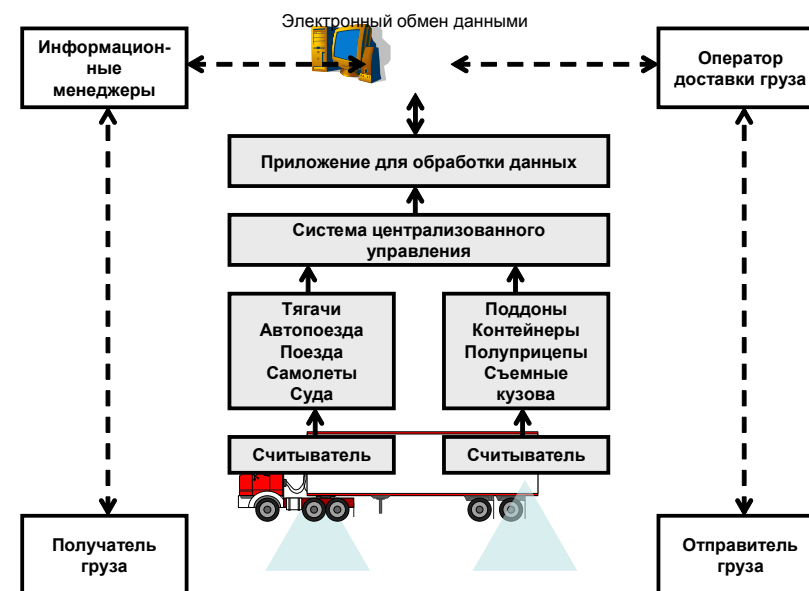 Электронный обмен данными
Информацион-
ные
менеджеры
Оператор
доставки груза
Приложение для обработки данных
Система централизованного
управления
Тягачи
Автопоезда
Поезда
Самолеты
Суда
Поддоны
Контейнеры
Полуприцепы
Съемные
кузова
Считыватель
Считыватель
Получатель
груза
Отправитель
груза